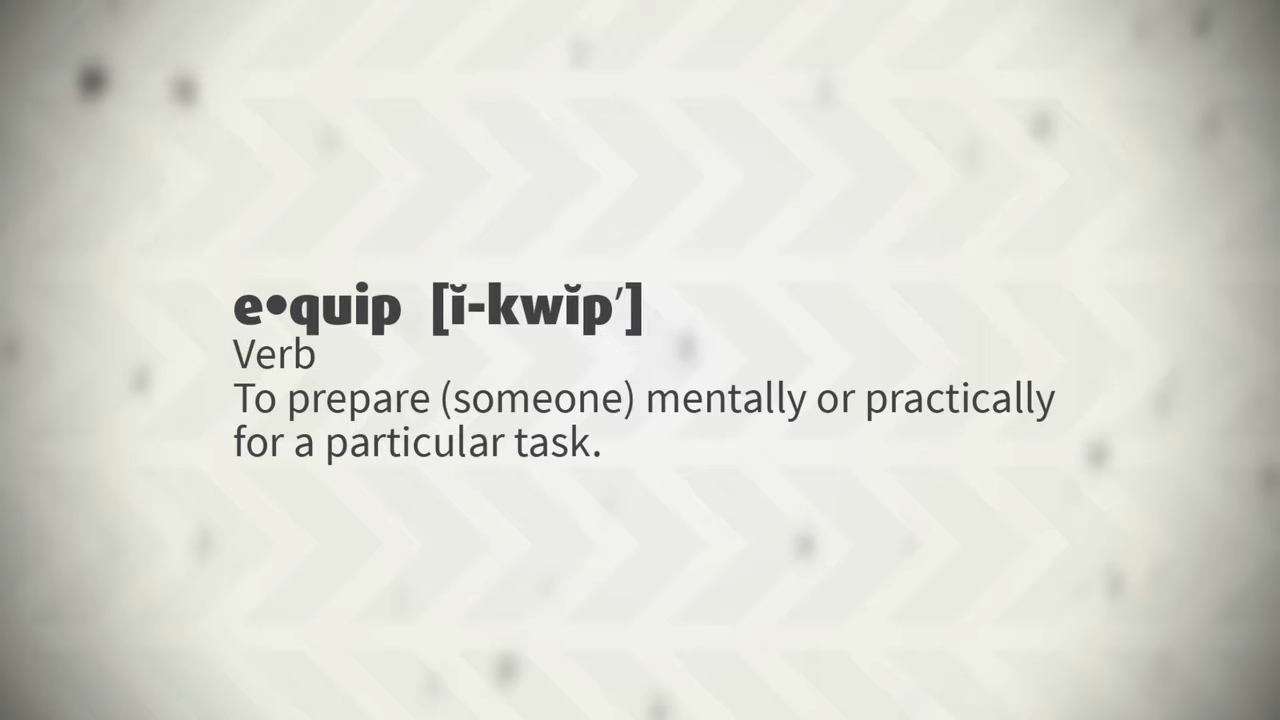 e•quip [ĭ-kwĭp′]
Verb
To prepare (someone) mentally or practically
for a particular task.